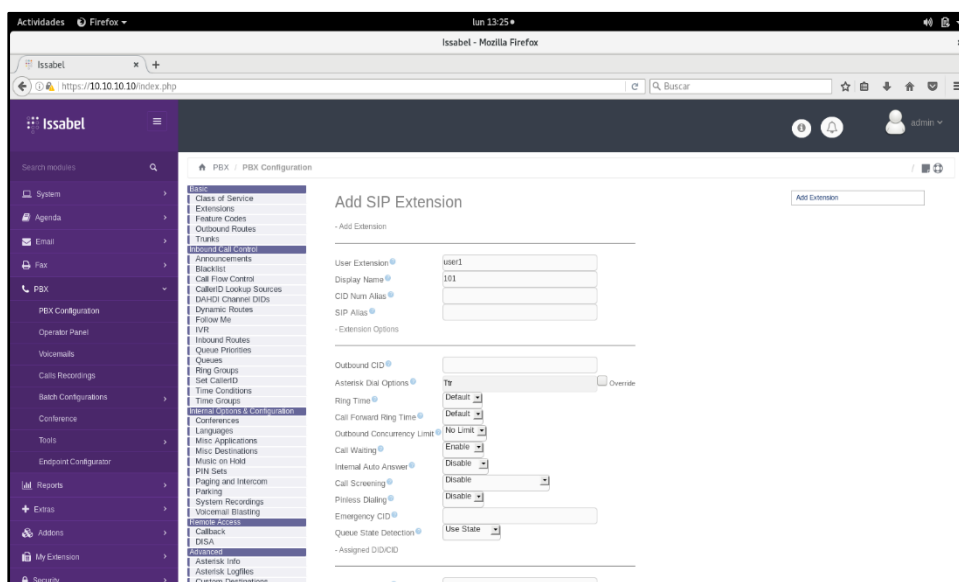 Actividades Firefox lun 13:25
Issabel - Mozilla Firefox
Issabel × +
https://10.10.10.10/index.php Buscar
Issabel admin
Search modules
PBX / PBX Configuration /
System
Agenda
Email
Fax
PBX
PBX Configuration
Operator Panel
Voicemails
Calls Recordings
Batch Configurations
Conference
Tools
Endpoint Configurator
Reports
Extras
Addons
My Extension
Security
Basic
Class of Service
Extensions
Feature Codes
Outbound Routes
Trunks
Inbound Call Control
Announcements
Blacklist
Call Flow Control
CallerID Lookup Sources
DAHDI Channel DIDs
Dynamic Routes
Follow Me
IVR
Inbound Routes
Queue Priorities
Queues
Ring Groups
Set CallerID
Time Conditions
Time Groups
Internal Options & Configuration
Conferences
Languages
Misc Applications
Misc Destinations
Music on Hold
PIN Sets
Paging and Intercom
Parking
System Recordings
Voicemail Blasting
Remote Access
Callback
DISA
Advanced
Asterisk Info
Asterisk Logfiles
Custom Destinations
Add SIP Extension
- Add Extension
User Extension user1
Display Name 101
CID Num Alias
SIP Alias
- Extension Options
Outbound CID
Asterisk Dial Options Ttr Override
Ring Time Default
Call Forward Ring Time Default
Outbound Concurrency Limit No Limit
Call Waiting Enable
Internal Auto Answer Disable
Call Screening Disable
Pinless Dialing Disable
Emergency CID
Queue State Detection Use State
- Assigned DID/CID
Add Extension